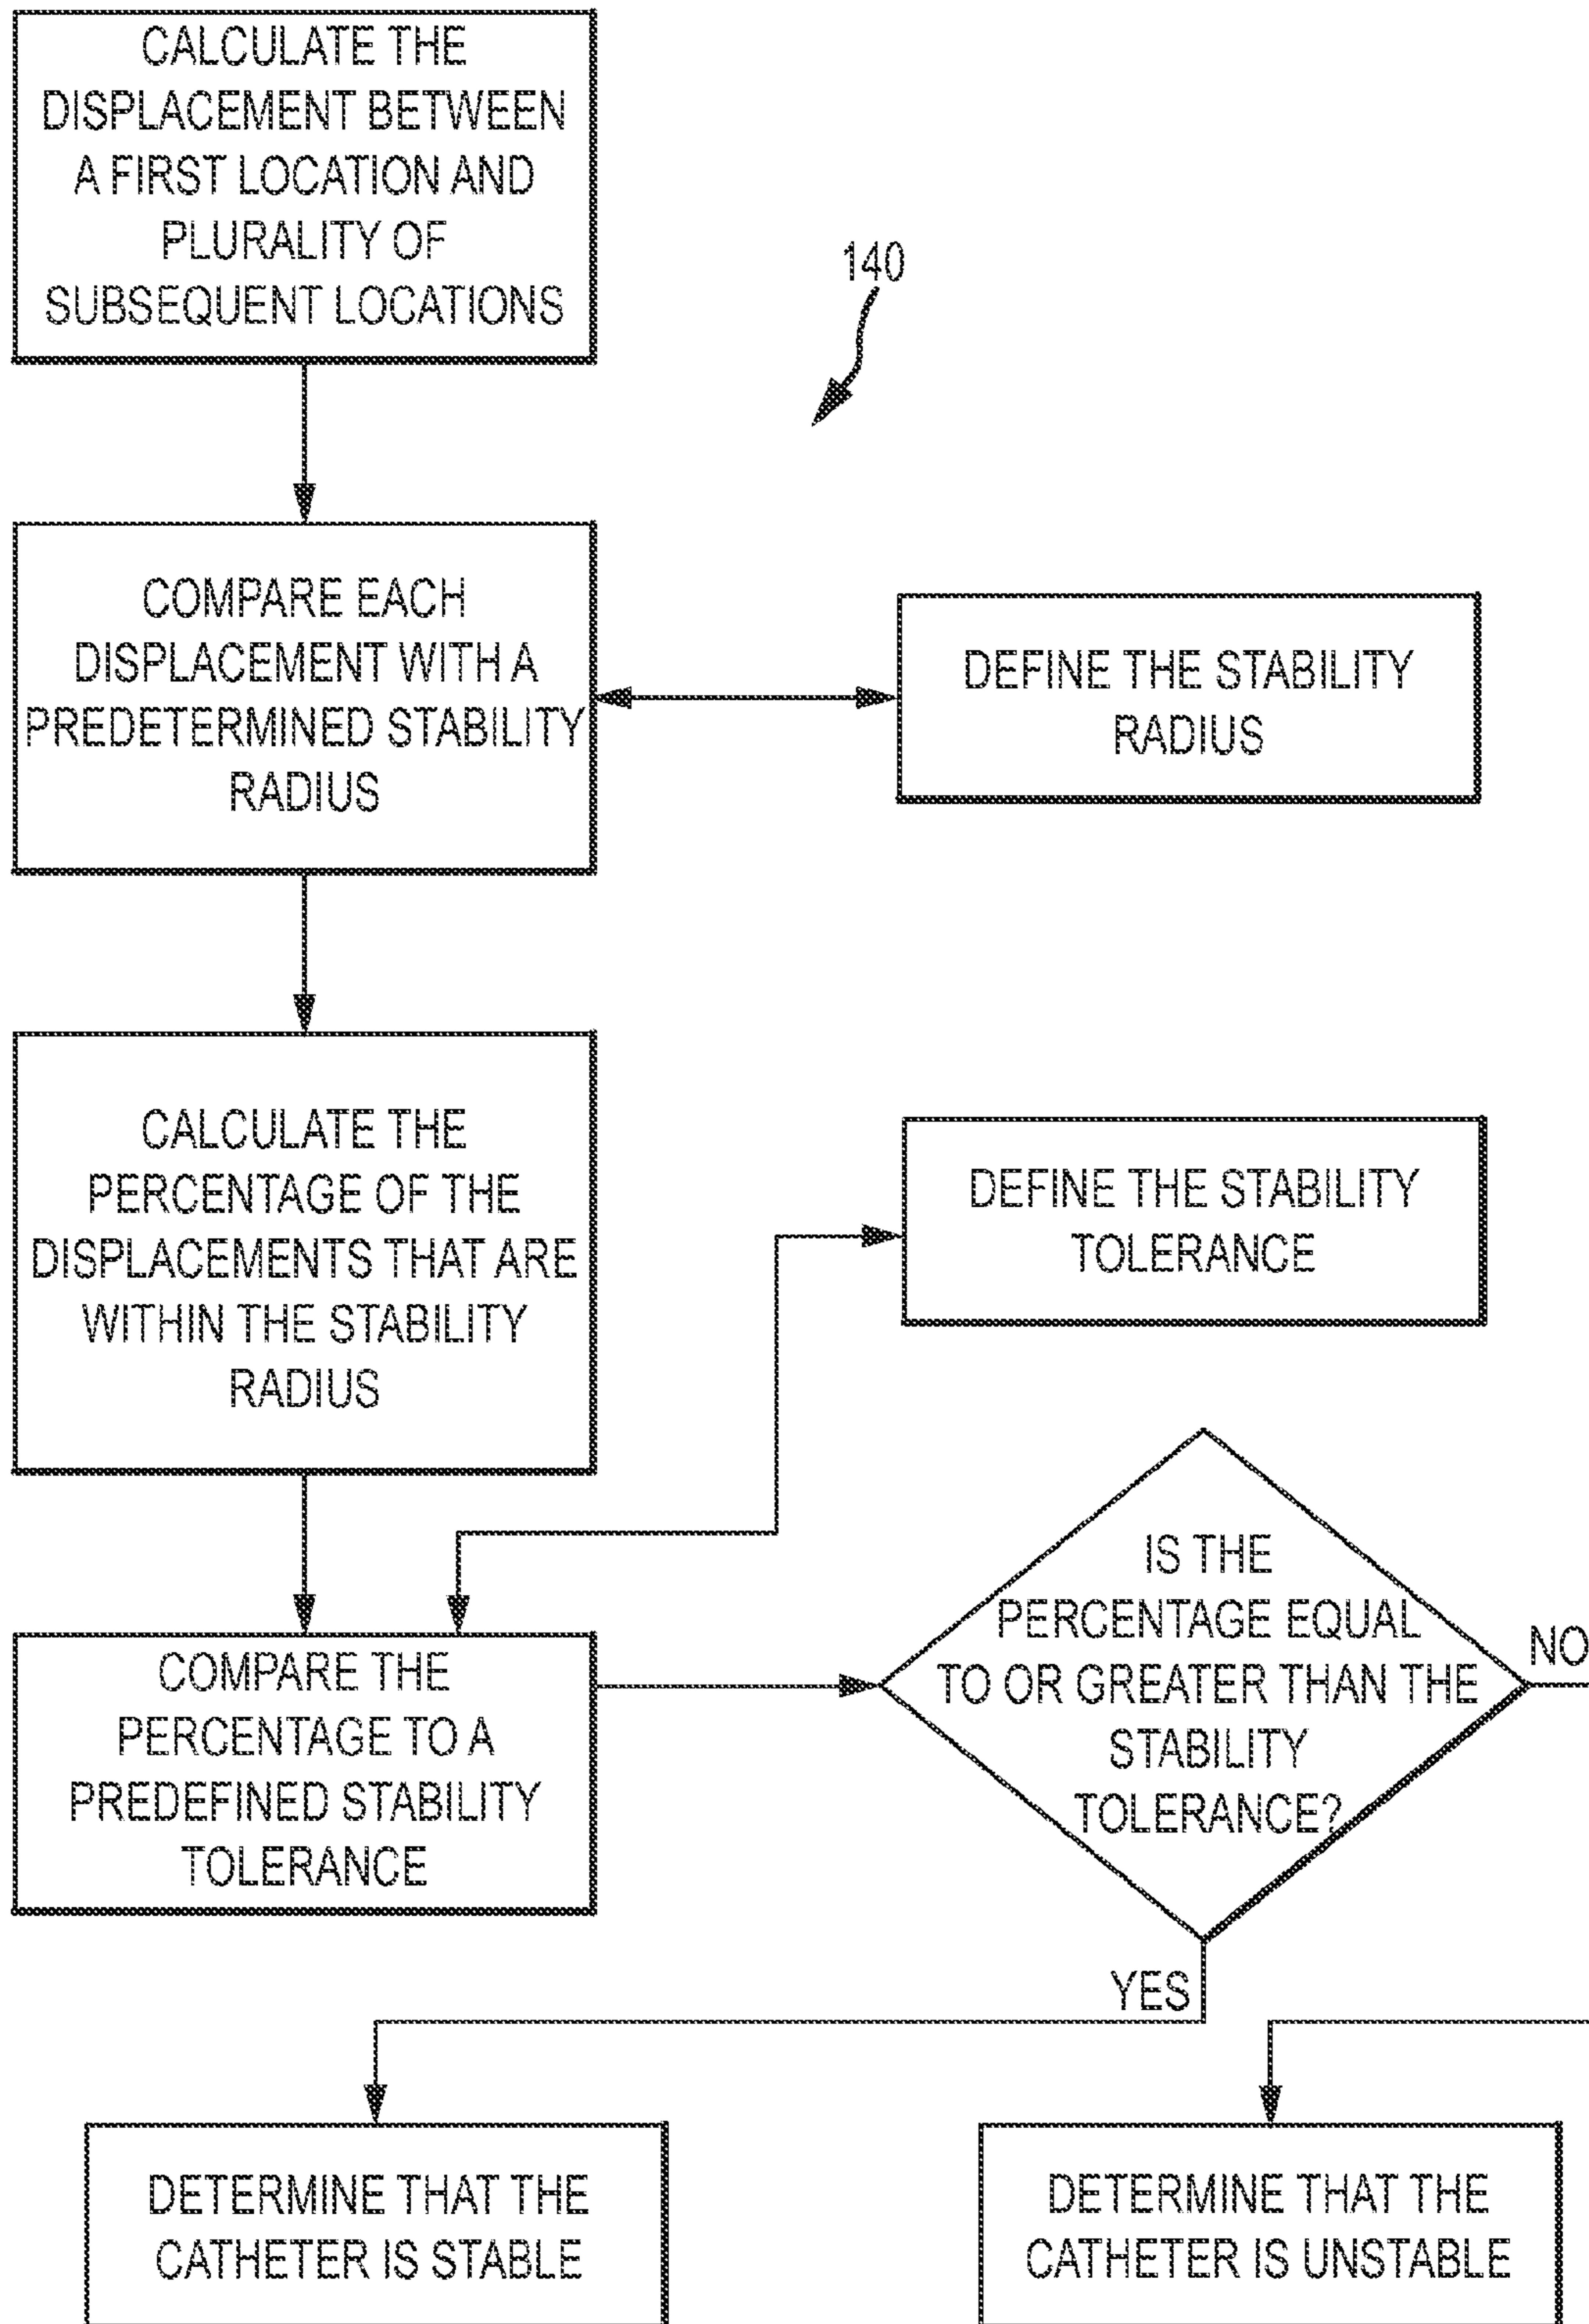 CALCULATE THE
DISPLACEMENT BETWEEN
A FIRST LOCATION AND
PLURALITY OF
SUBSEQUENT LOCATIONS
140
COMPARE EACH
DISPLACEMENT WITH A
PREDETERMINED STABILITY
RADIUS
DEFINE THE STABILITY
RADIUS
CALCULATE THE
PERCENTAGE OF THE
DISPLACEMENTS THAT ARE
WITHIN THE STABILITY
RADIUS
DEFINE THE STABILITY
TOLERANCE
COMPARE THE
PERCENTAGE TO A
PREDEFINED STABILITY
TOLERANCE
IS THE
PERCENTAGE EQUAL
TO OR GREATER THAN THE
STABILITY
TOLERANCE?
NO
YES
DETERMINE THAT THE
CATHETER IS STABLE
DETERMINE THAT THE
CATHETER IS UNSTABLE